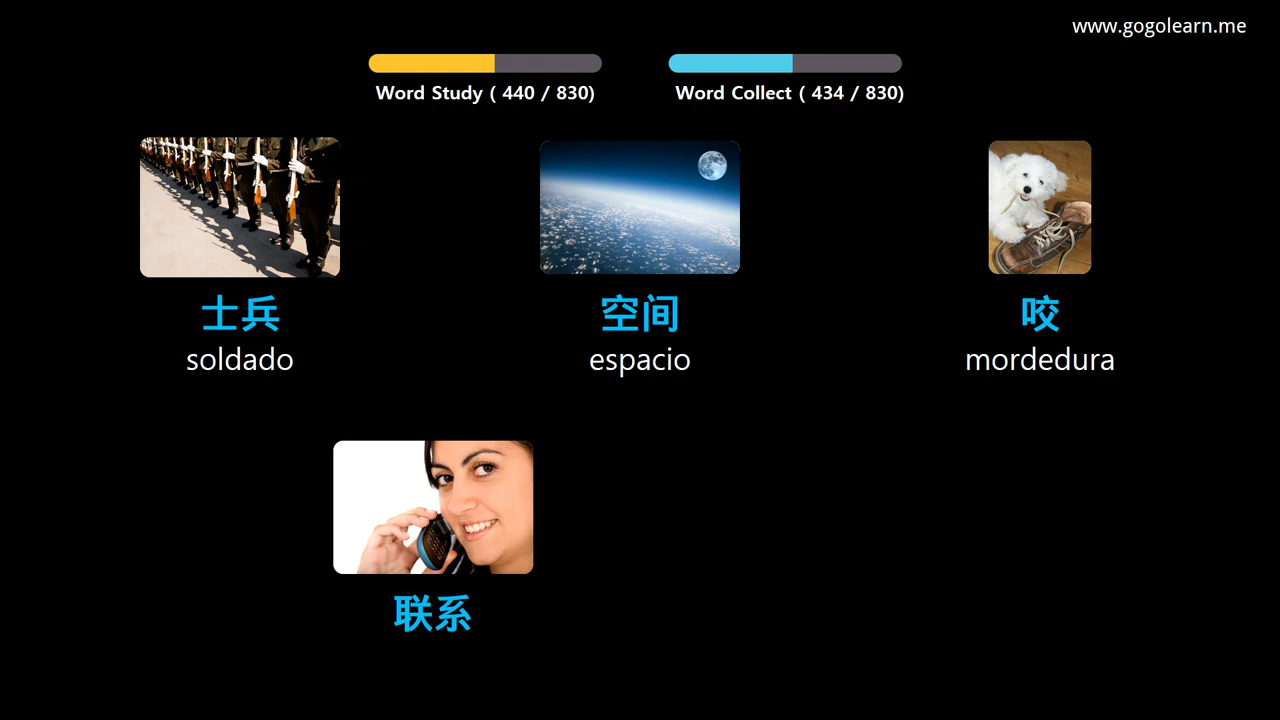 www.gogolearn.me
Word Study ( 440 / 830)
Word Collect ( 434 / 830)
士兵
soldado
空间
espacio
咬
mordedura
联系